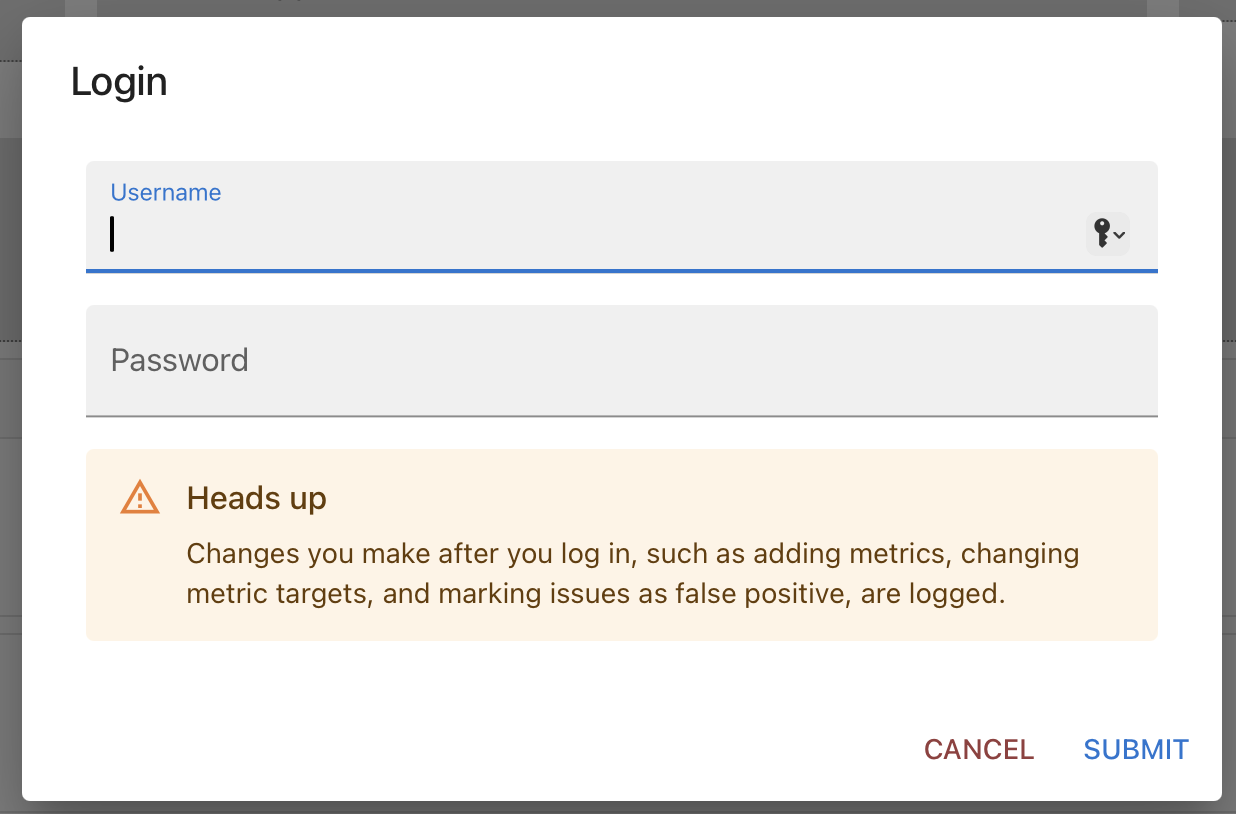 Login
Username
Password
Heads up
Changes you make after you log in, such as adding metrics, changing
metric targets, and marking issues as false positive, are logged.
CANCEL SUBMIT